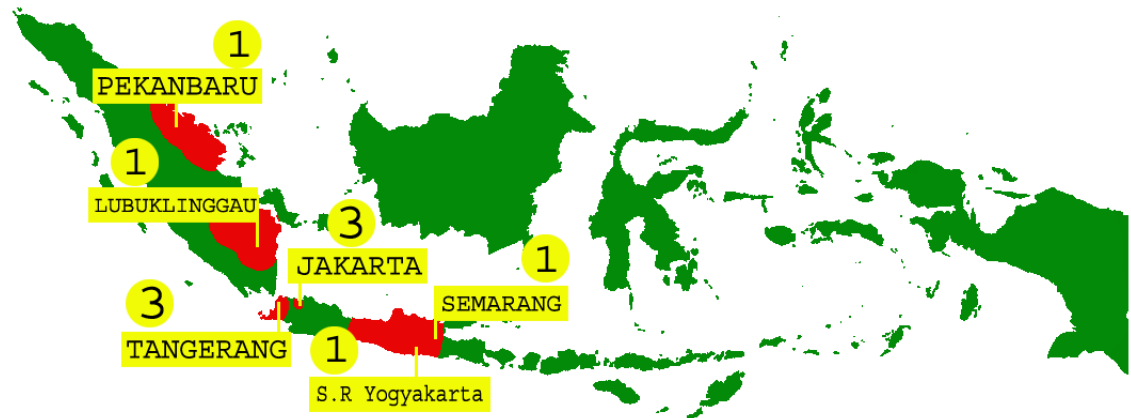 1
PEKANBARU
1
LUBUKLINGGAU
3
JAKARTA
1
SEMARANG
3
TANGERANG
1
S.R Yogyakarta